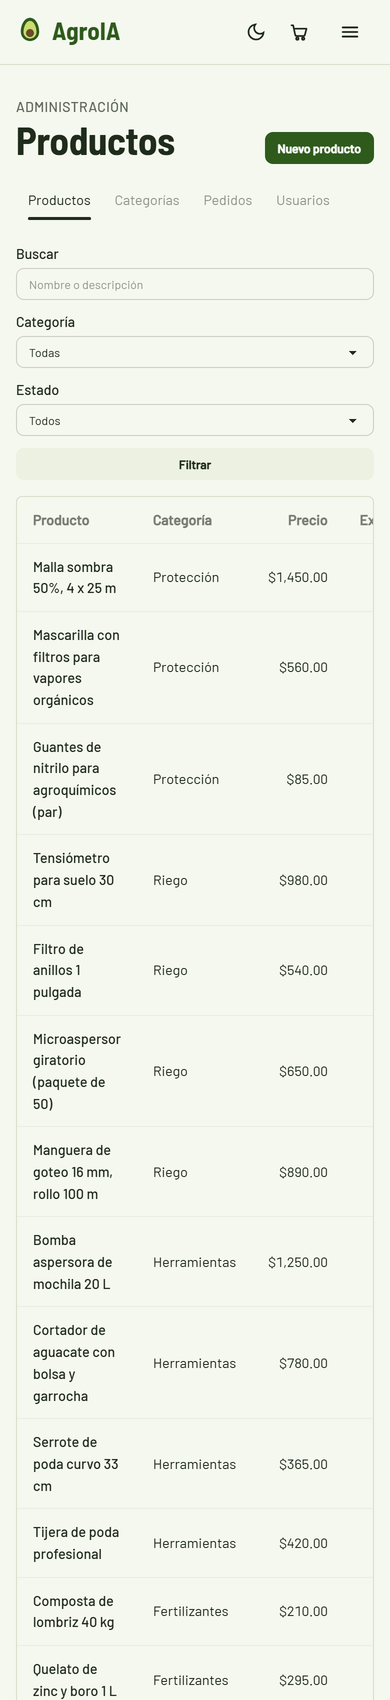 AgroIA
ADMINISTRACIÓN
Productos
Nuevo producto
Productos Categorías Pedidos Usuarios
Buscar
Nombre o descripción
Categoría
Todas
Estado
Todos
Filtrar
Producto Categoría Precio Ex
Malla sombra
50%, 4 x 25 m
Protección
$1,450.00
Mascarilla con
filtros para
vapores
orgánicos
Protección
$560.00
Guantes de
nitrilo para
agroquímicos
(par)
Protección
$85.00
Tensiómetro
para suelo 30
cm
Riego
$980.00
Filtro de
anillos 1
pulgada
Riego
$540.00
Microaspersor
giratorio
(paquete de
50)
Riego
$650.00
Manguera de
goteo 16 mm,
rollo 100 m
Riego
$890.00
Bomba
aspersora de
mochila 20 L
Herramientas
$1,250.00
Cortador de
aguacate con
bolsa y
garrocha
Herramientas
$780.00
Serrote de
poda curvo 33
cm
Herramientas
$365.00
Tijera de poda
profesional
Herramientas
$420.00
Composta de
lombriz 40 kg
Fertilizantes
$210.00
Quelato de
zinc y boro 1 L
Fertilizantes
$295.00